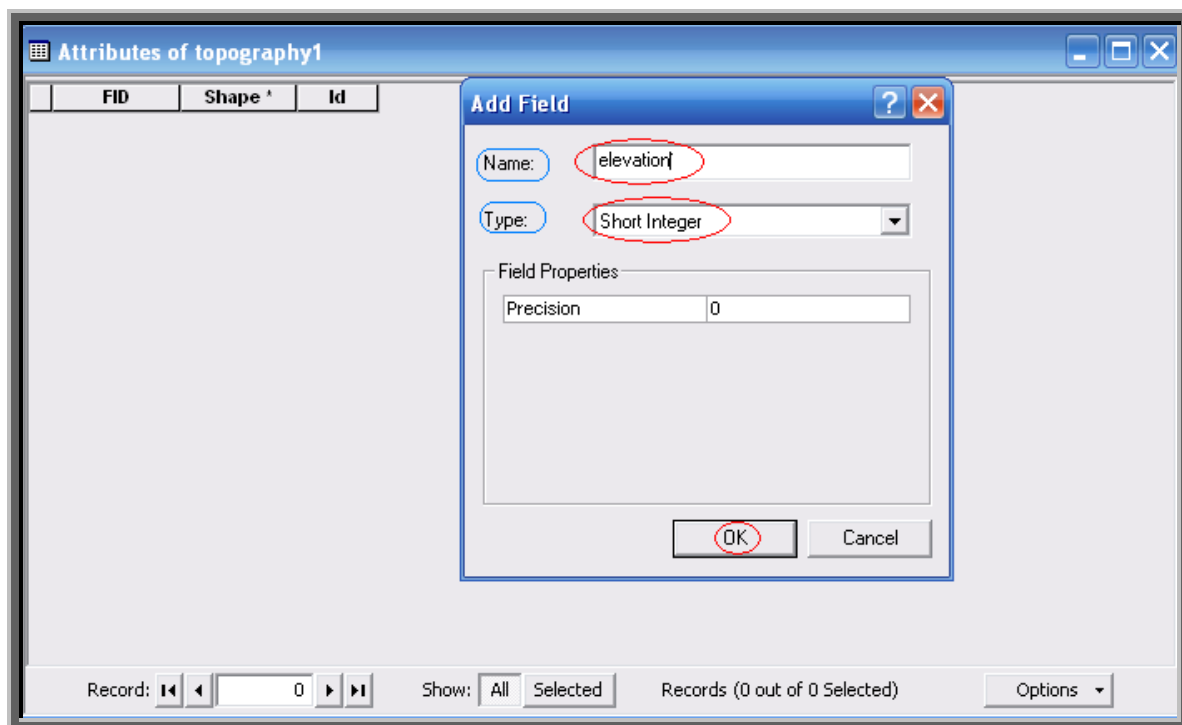 Attributes of topography1
FID Shape * Id
Add Field
Name: elevation
Type: Short Integer
Field Properties
Precision 0
OK Cancel
Record: 0 Show: All Selected Records (0 out of 0 Selected) Options